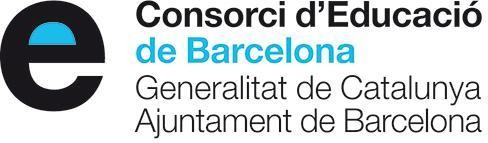 Consorci d'Educació
de Barcelona
Generalitat de Catalunya
Ajuntament de Barcelona